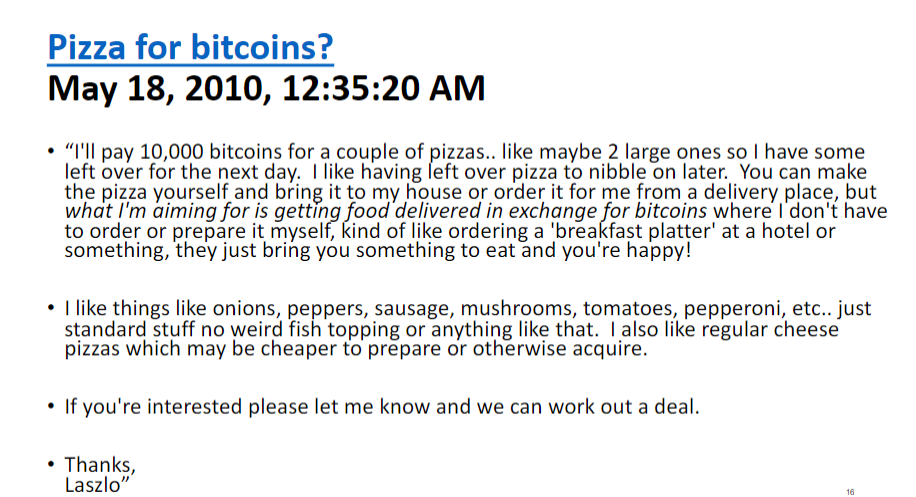 Pizza for bitcoins?
May 18, 2010, 12:35:20 AM
• “I'll pay 10,000 bitcoins for a couple of pizzas.. like maybe 2 large ones so I have some
left over for the next day.  I like having left over pizza to nibble on later.  You can make
the pizza yourself and bring it to my house or order it for me from a delivery place, but
what I'm aiming for is getting food delivered in exchange for bitcoins where I don't have
to order or prepare it myself, kind of like ordering a 'breakfast platter' at a hotel or
something, they just bring you something to eat and you're happy!
• I like things like onions, peppers, sausage, mushrooms, tomatoes, pepperoni, etc.. just
standard stuff no weird fish topping or anything like that.  I also like regular cheese
pizzas which may be cheaper to prepare or otherwise acquire.
• If you're interested please let me know and we can work out a deal.
• Thanks,
Laszlo”
16